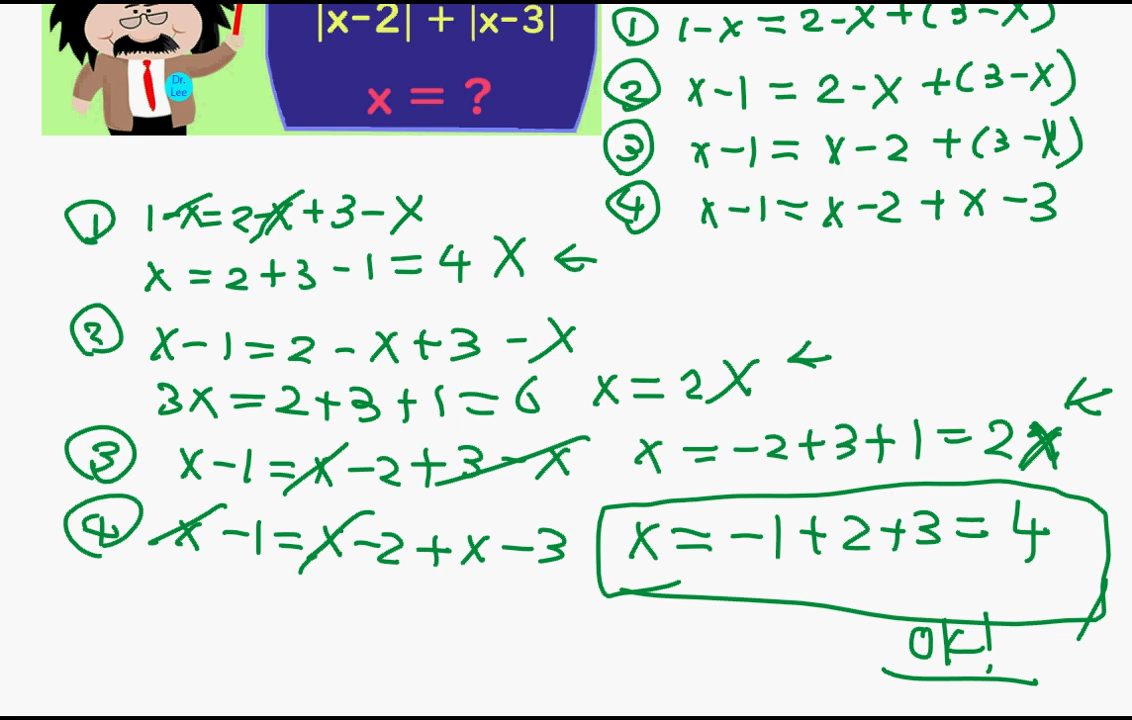 |x-2| + |x-3|
x = ?
Dr. Lee
① 1-x = 2-x+(3-x)
② x-1 = 2-x +(3-x)
③ x-1 = x-2 +(3-x)
④ x-1 = x-2 + x-3
① 1-x=2-x+3-x
x = 2+3-1=4 X ←
② x-1=2-x+3-x
3x=2+3+1=6 x=2X ←
③ x-1=x-2+3-x x=-2+3+1=2X ←
④ x-1=x-2+x-3 x=-1+2+3=4
OK!